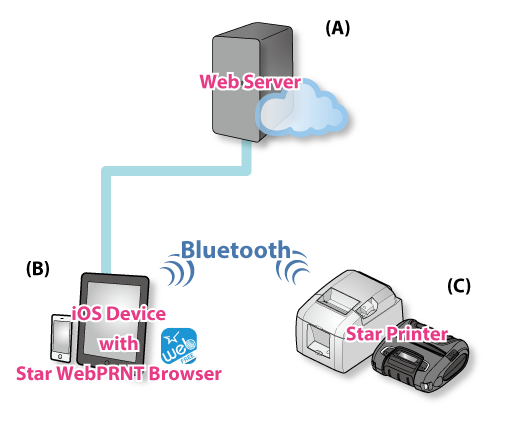 (A)
Web Server
Bluetooth
(B)
(C)
iOS Device
with
Star WebPRNT Browser
web
FREE
Star Printer